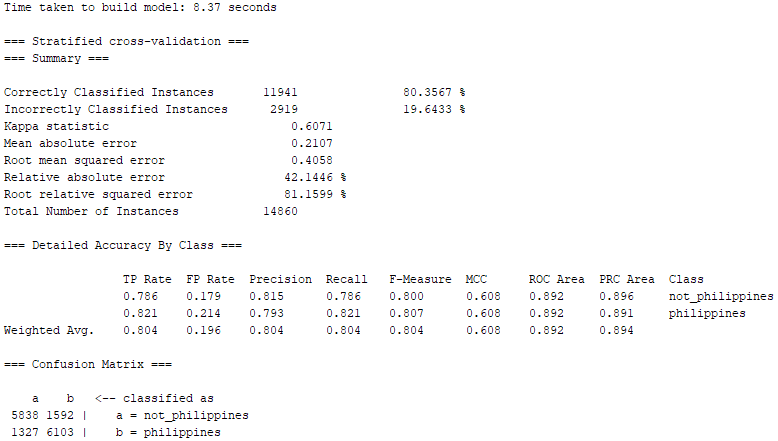 Time taken to build model: 8.37 seconds
=== Stratified cross-validation ===
=== Summary ===
Correctly Classified Instances 11941 80.3567 %
Incorrectly Classified Instances 2919 19.6433 %
Kappa statistic 0.6071
Mean absolute error 0.2107
Root mean squared error 0.4058
Relative absolute error 42.1446 %
Root relative squared error 81.1599 %
Total Number of Instances 14860
=== Detailed Accuracy By Class ===
TP Rate FP Rate Precision Recall F-Measure MCC ROC Area PRC Area Class
0.786 0.179 0.815 0.786 0.800 0.608 0.892 0.896 not_philippines
0.821 0.214 0.793 0.821 0.807 0.608 0.892 0.891 philippines
Weighted Avg. 0.804 0.196 0.804 0.804 0.804 0.608 0.892 0.894
=== Confusion Matrix ===
a b <-- classified as
5838 1592 | a = not_philippines
1327 6103 | b = philippines